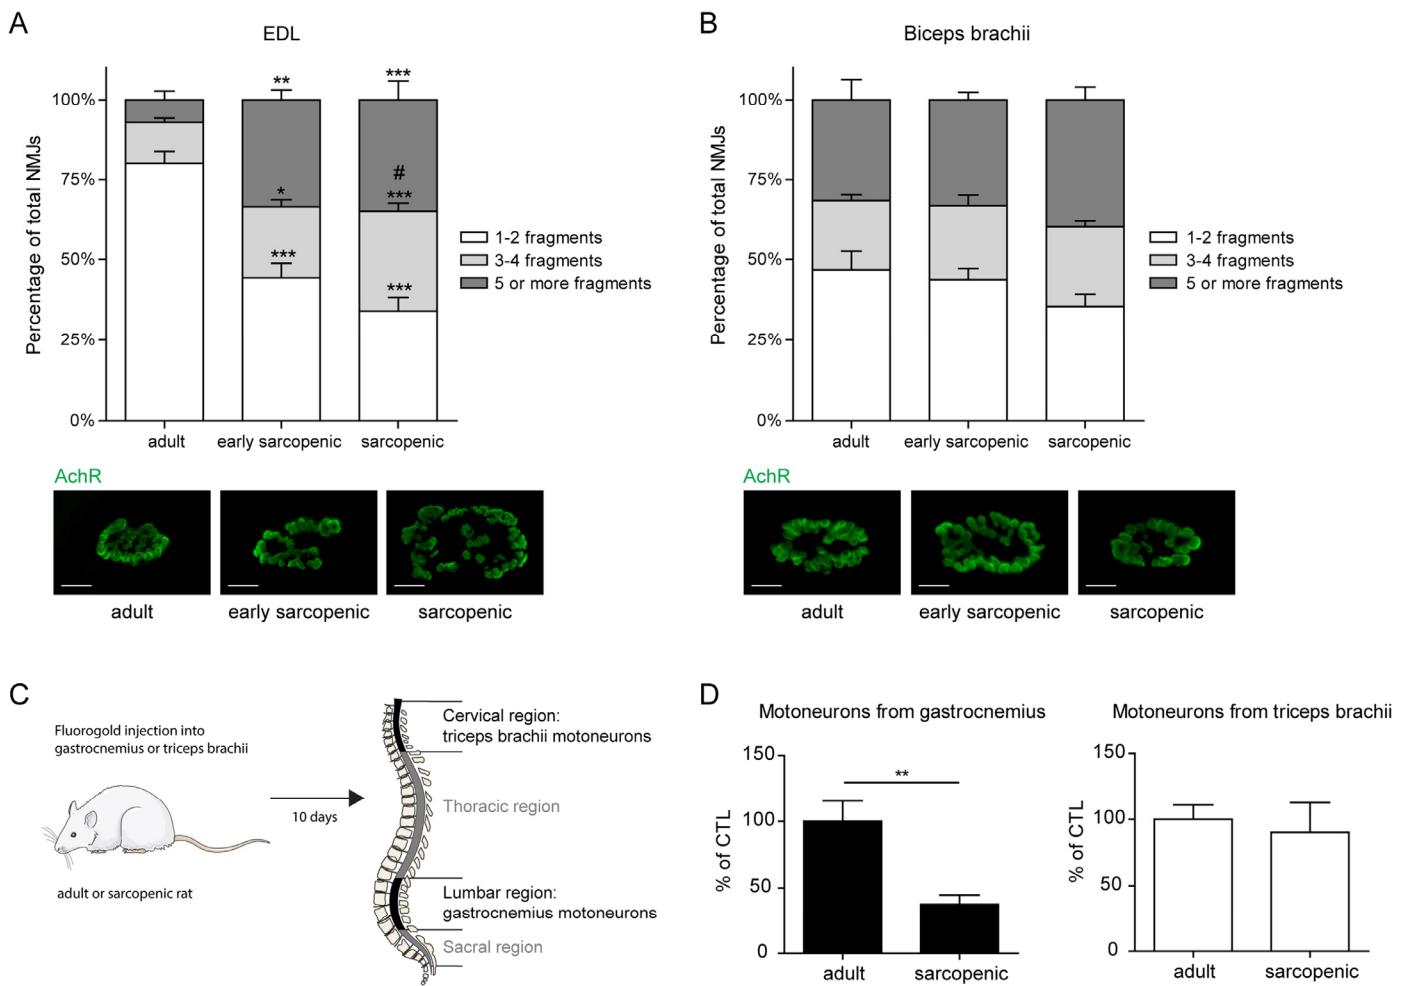 A
EDL
Percentage of total NMJs
100%
75%
50%
25%
0%
**
***
*
#
***
***
***
adult
early sarcopenic
sarcopenic
1-2 fragments
3-4 fragments
5 or more fragments
AchR
adult
early sarcopenic
sarcopenic
B
Biceps brachii
Percentage of total NMJs
100%
75%
50%
25%
0%
adult
early sarcopenic
sarcopenic
1-2 fragments
3-4 fragments
5 or more fragments
AchR
adult
early sarcopenic
sarcopenic
C
Fluorogold injection into
gastrocnemius or triceps brachii
adult or sarcopenic rat
10 days
Cervical region:
triceps brachii motoneurons
Thoracic region
Lumbar region:
gastrocnemius motoneurons
Sacral region
D
Motoneurons from gastrocnemius
% of CTL
150
100
50
0
**
adult
sarcopenic
Motoneurons from triceps brachii
% of CTL
150
100
50
0
adult
sarcopenic